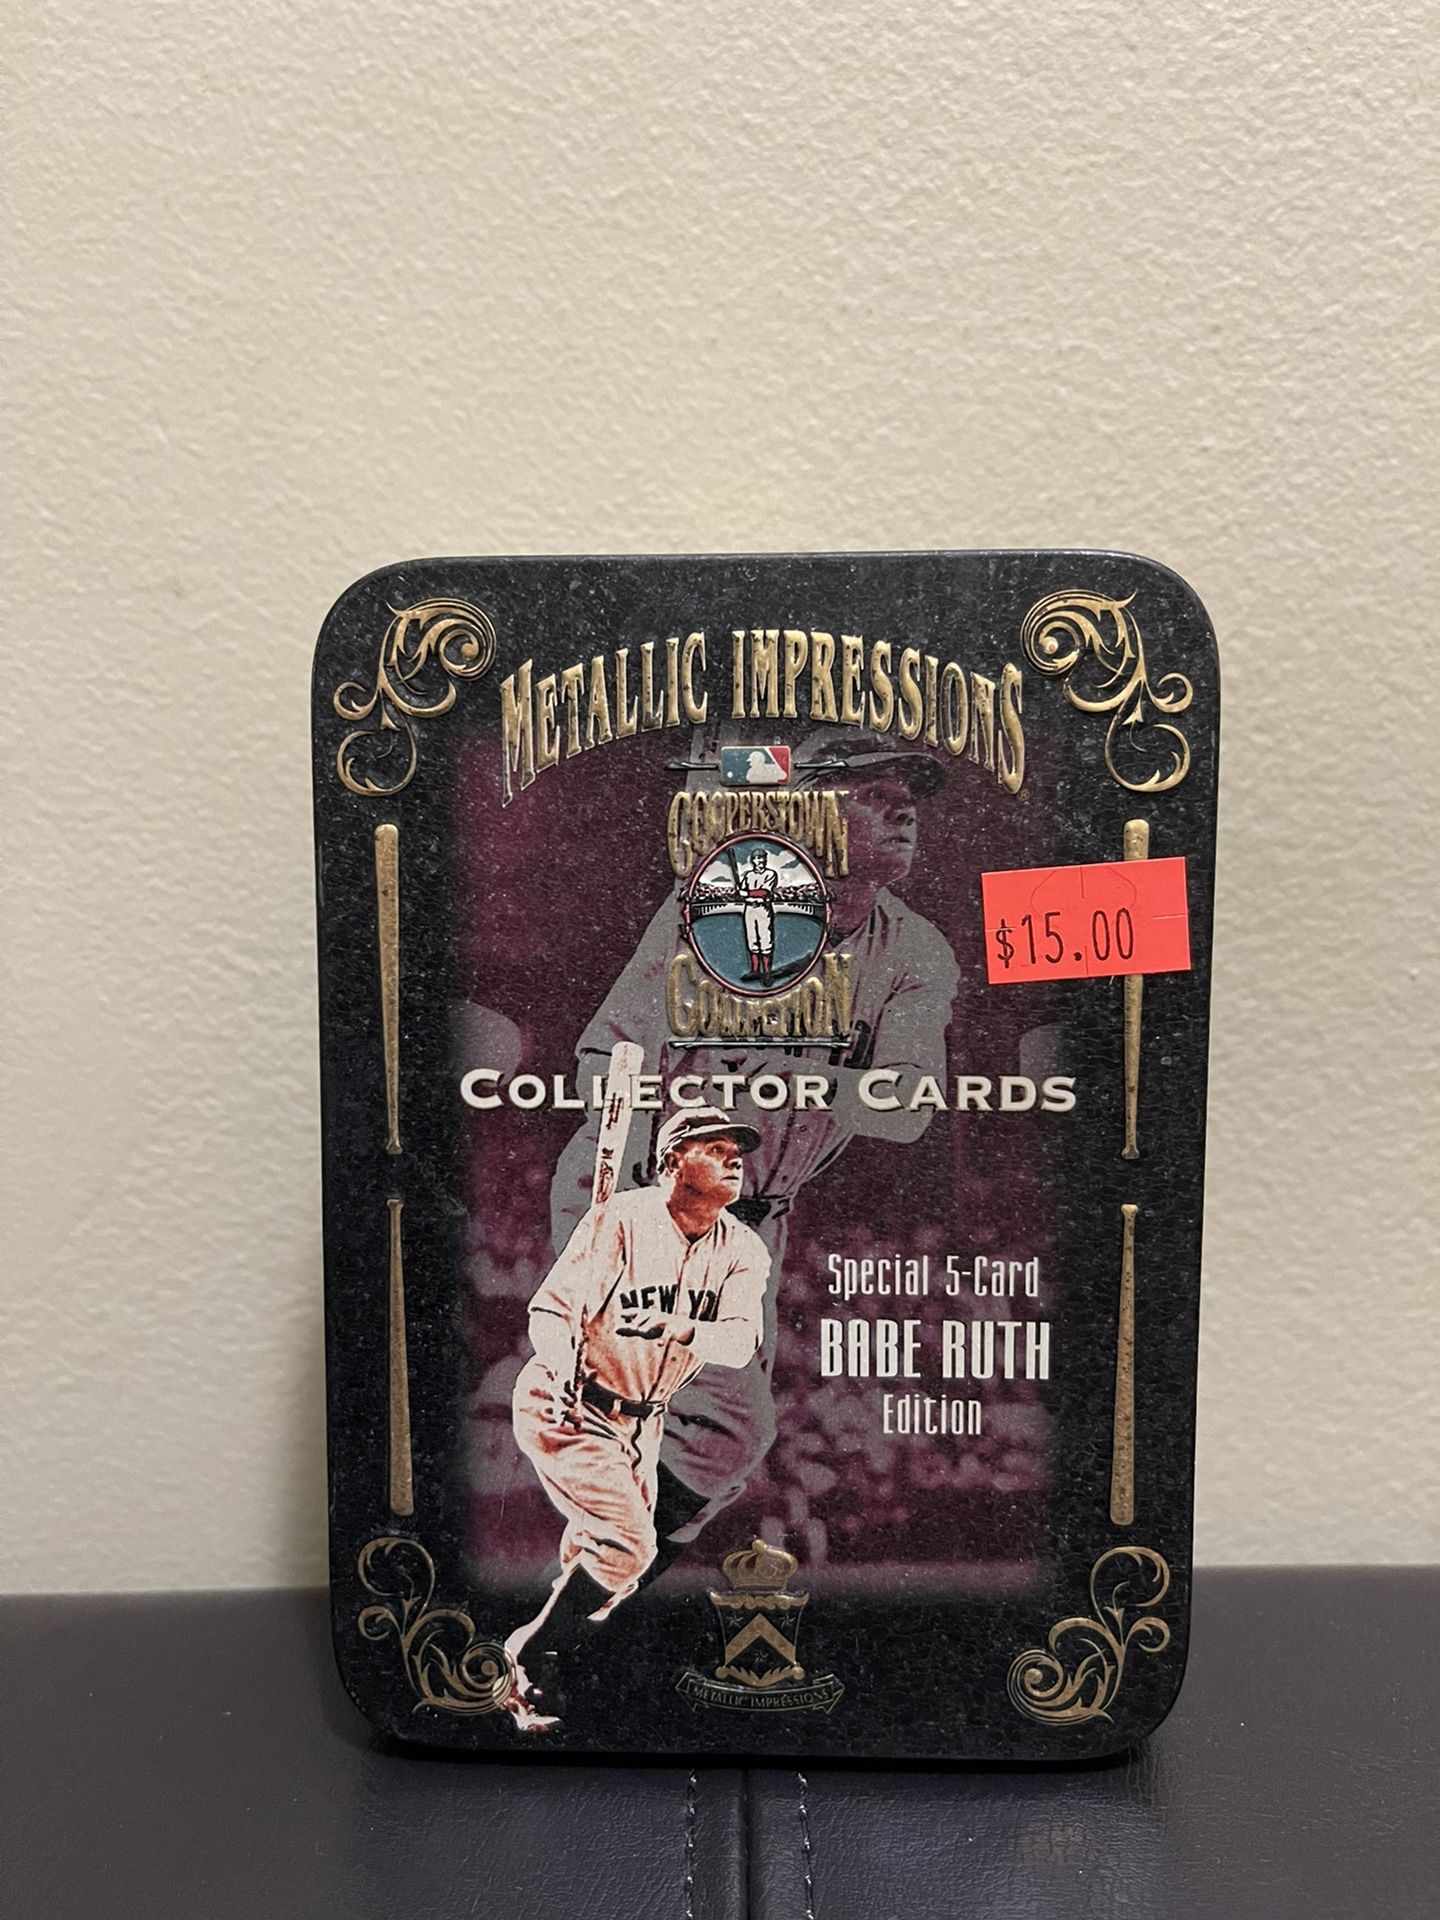 METALLIC IMPRESSIONS
®
COOPERSTOWN
COLLECTION
$15.00
COLLECTOR CARDS
NEW YO
Special 5-Card
BABE RUTH
Edition
METALLIC IMPRESSIONS